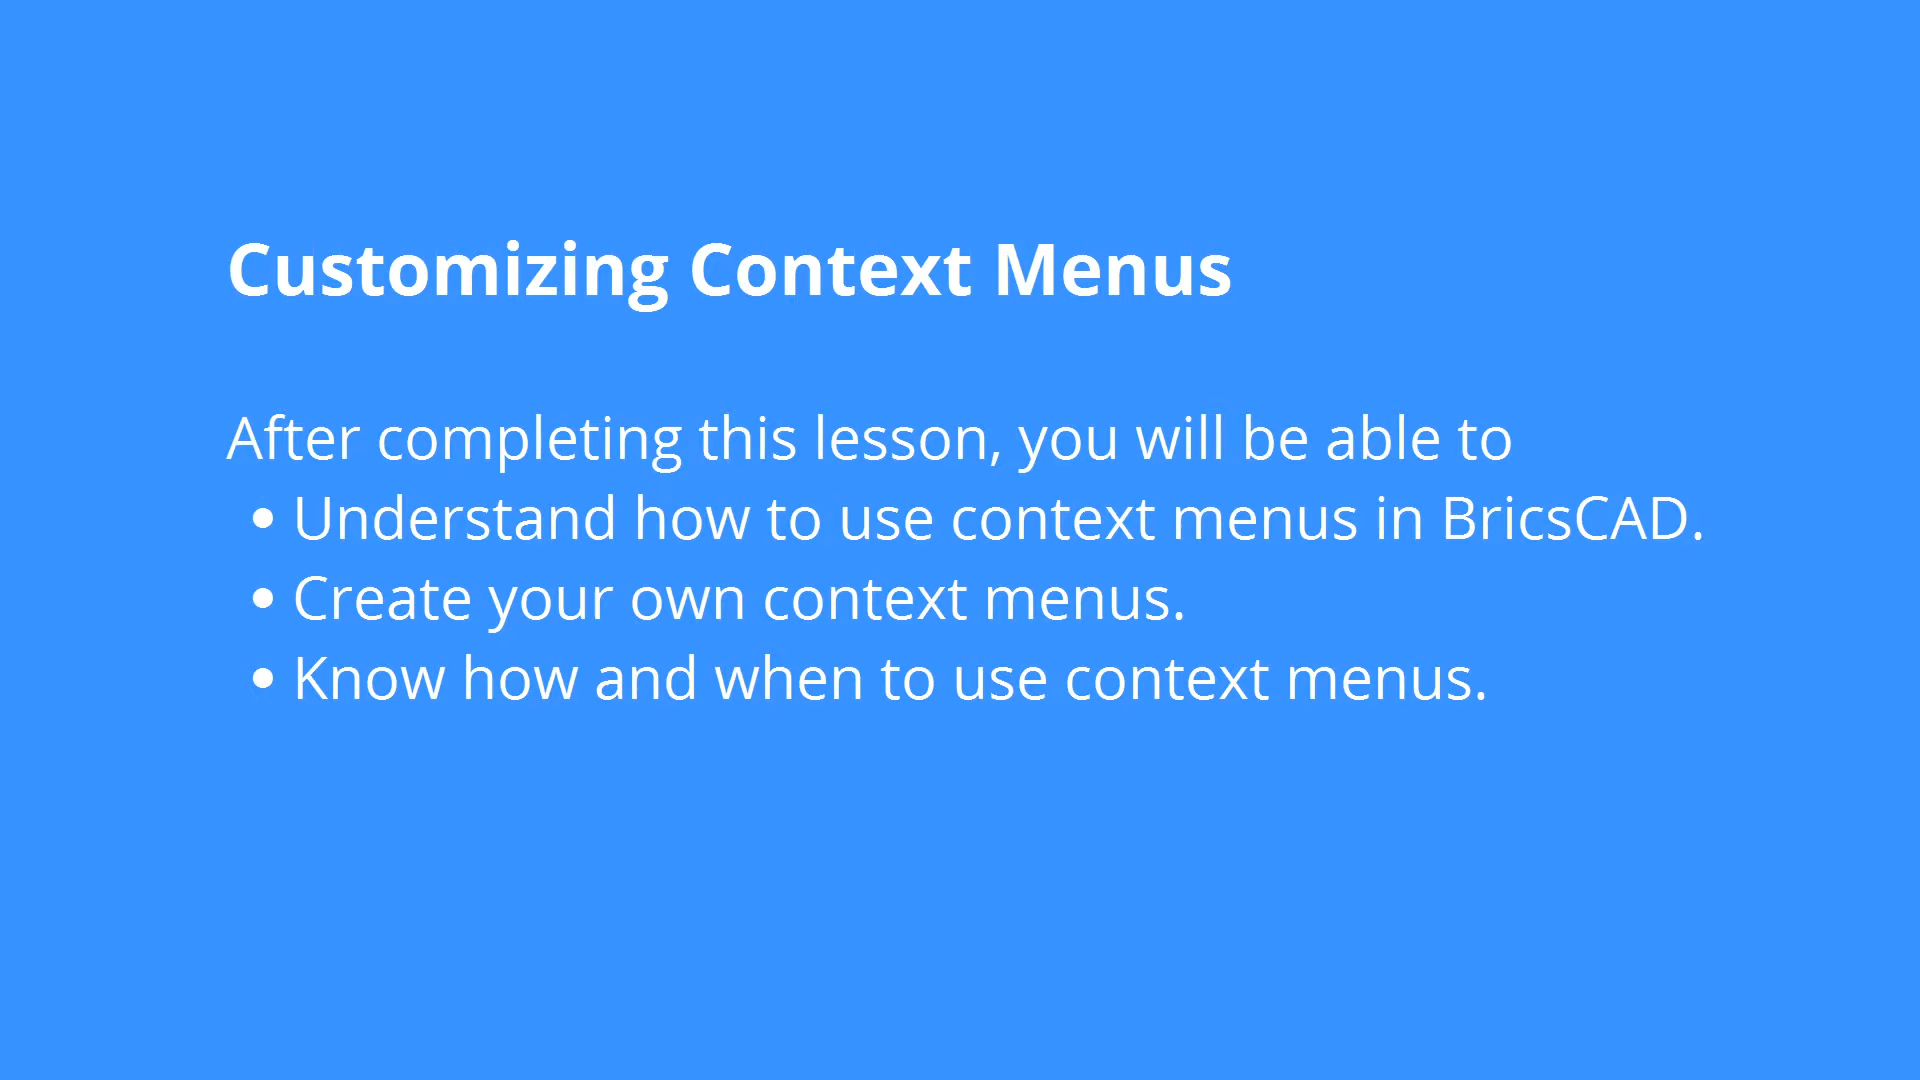 Customizing Context Menus
After completing this lesson, you will be able to
• Understand how to use context menus in BricsCAD.
• Create your own context menus.
• Know how and when to use context menus.